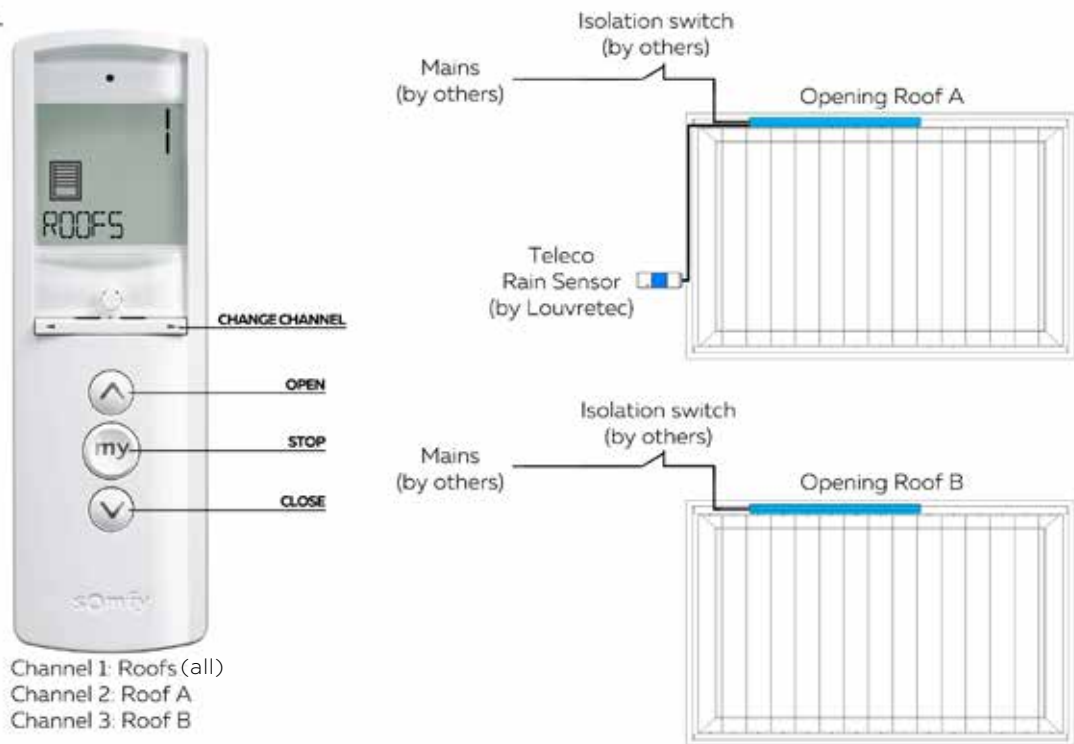 1
ROOFS
CHANGE CHANNEL
OPEN
my
STOP
CLOSE
somfy
Channel 1: Roofs (all)
Channel 2: Roof A
Channel 3: Roof B
Isolation switch
(by others)
Mains
(by others)
Opening Roof A
Teleco
Rain Sensor
(by Louvretec)
Isolation switch
(by others)
Mains
(by others)
Opening Roof B